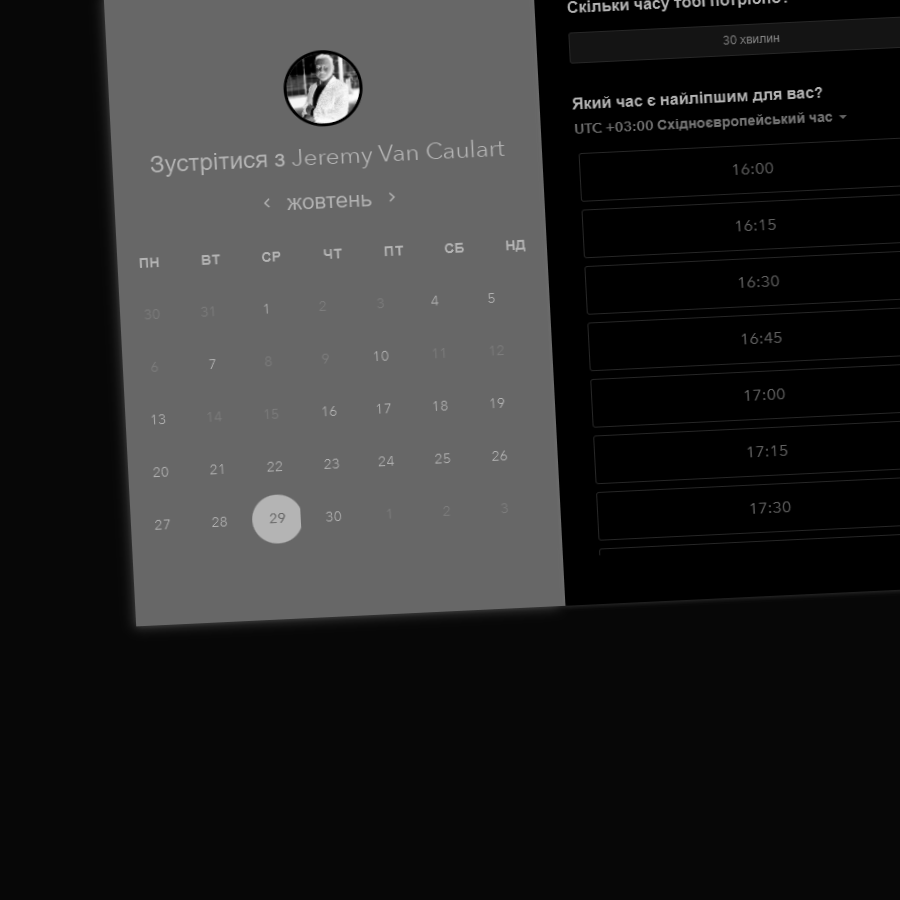 Зустрітися з Jeremy Van Caulart
‹ жовтень ›
ПН ВТ СР ЧТ ПТ СБ НД
30 31 1 2 3 4 5
6 7 8 9 10 11 12
13 14 15 16 17 18 19
20 21 22 23 24 25 26
27 28 29 30 1 2 3
Скільки часу тобі потрібно?
30 хвилин
Який час є найліпшим для вас?
UTC +03:00 Східноєвропейський час
16:00
16:15
16:30
16:45
17:00
17:15
17:30